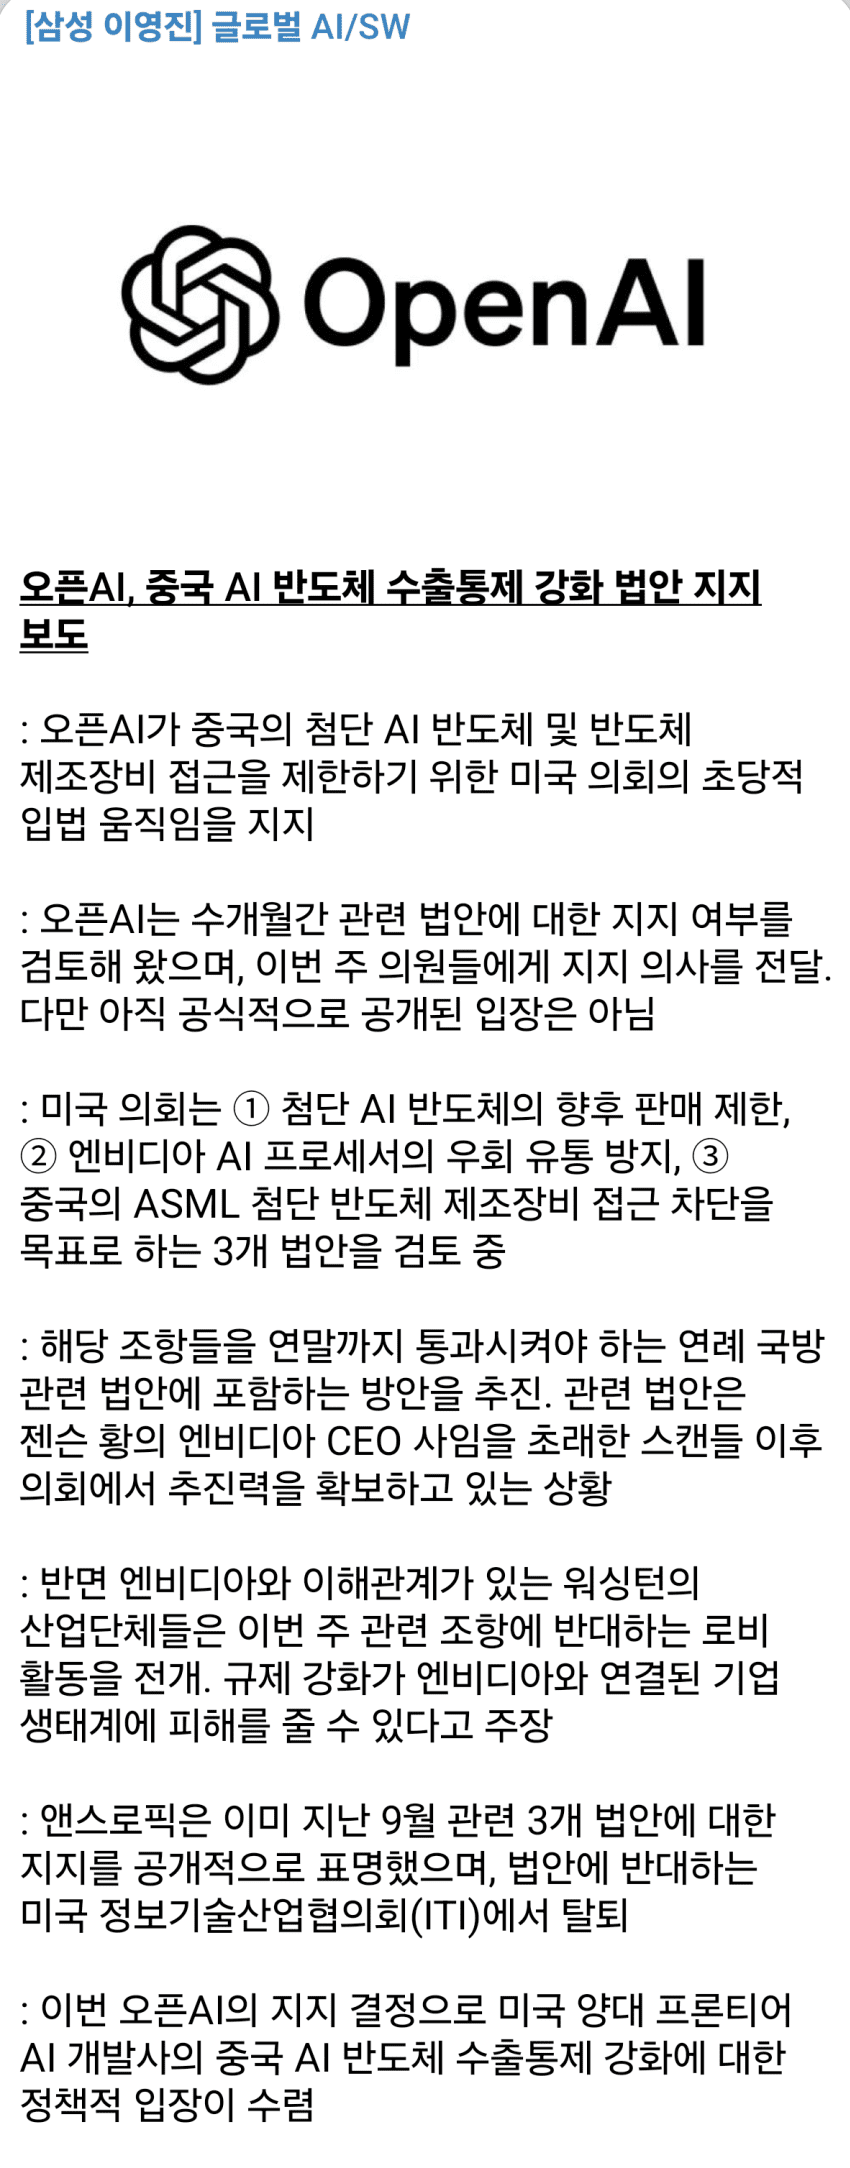 [삼성 이영진] 글로벌 AI/SW
OpenAI
오픈AI, 중국 AI 반도체 수출통제 강화 법안 지지
보도
: 오픈AI가 중국의 첨단 AI 반도체 및 반도체
제조장비 접근을 제한하기 위한 미국 의회의 초당적
입법 움직임을 지지
: 오픈AI는 수개월간 관련 법안에 대한 지지 여부를
검토해 왔으며, 이번 주 의원들에게 지지 의사를 전달.
다만 아직 공식적으로 공개된 입장은 아님
: 미국 의회는 ① 첨단 AI 반도체의 향후 판매 제한,
② 엔비디아 AI 프로세서의 우회 유통 방지, ③
중국의 ASML 첨단 반도체 제조장비 접근 차단을
목표로 하는 3개 법안을 검토 중
: 해당 조항들을 연말까지 통과시켜야 하는 연례 국방
관련 법안에 포함하는 방안을 추진. 관련 법안은
젠슨 황의 엔비디아 CEO 사임을 초래한 스캔들 이후
의회에서 추진력을 확보하고 있는 상황
: 반면 엔비디아와 이해관계가 있는 워싱턴의
산업단체들은 이번 주 관련 조항에 반대하는 로비
활동을 전개. 규제 강화가 엔비디아와 연결된 기업
생태계에 피해를 줄 수 있다고 주장
: 앤스로픽은 이미 지난 9월 관련 3개 법안에 대한
지지를 공개적으로 표명했으며, 법안에 반대하는
미국 정보기술산업협의회(ITI)에서 탈퇴
: 이번 오픈AI의 지지 결정으로 미국 양대 프론티어
AI 개발사의 중국 AI 반도체 수출통제 강화에 대한
정책적 입장이 수렴